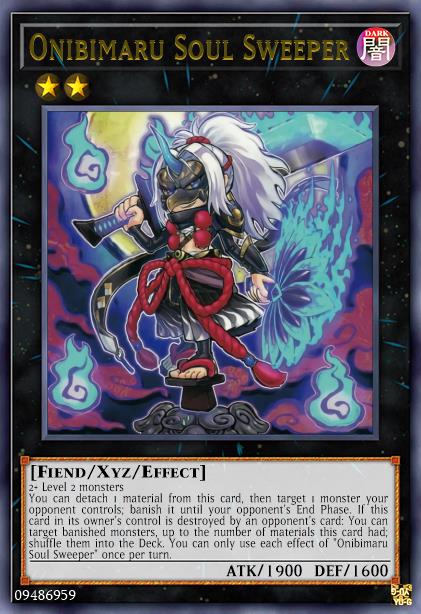 ONIBIMARU SOUL SWEEPER
DARK
闇
[FIEND/XYZ/EFFECT]
2+ Level 2 monsters
You can detach 1 material from this card, then target 1 monster your
opponent controls; banish it until your opponent's End Phase. If this
card in its owner's control is destroyed by an opponent's card: You can
target banished monsters, up to the number of materials this card had;
shuffle them into the Deck. You can only use each effect of "Onibimaru
Soul Sweeper" once per turn.
ATK/1900 DEF/1600
09486959